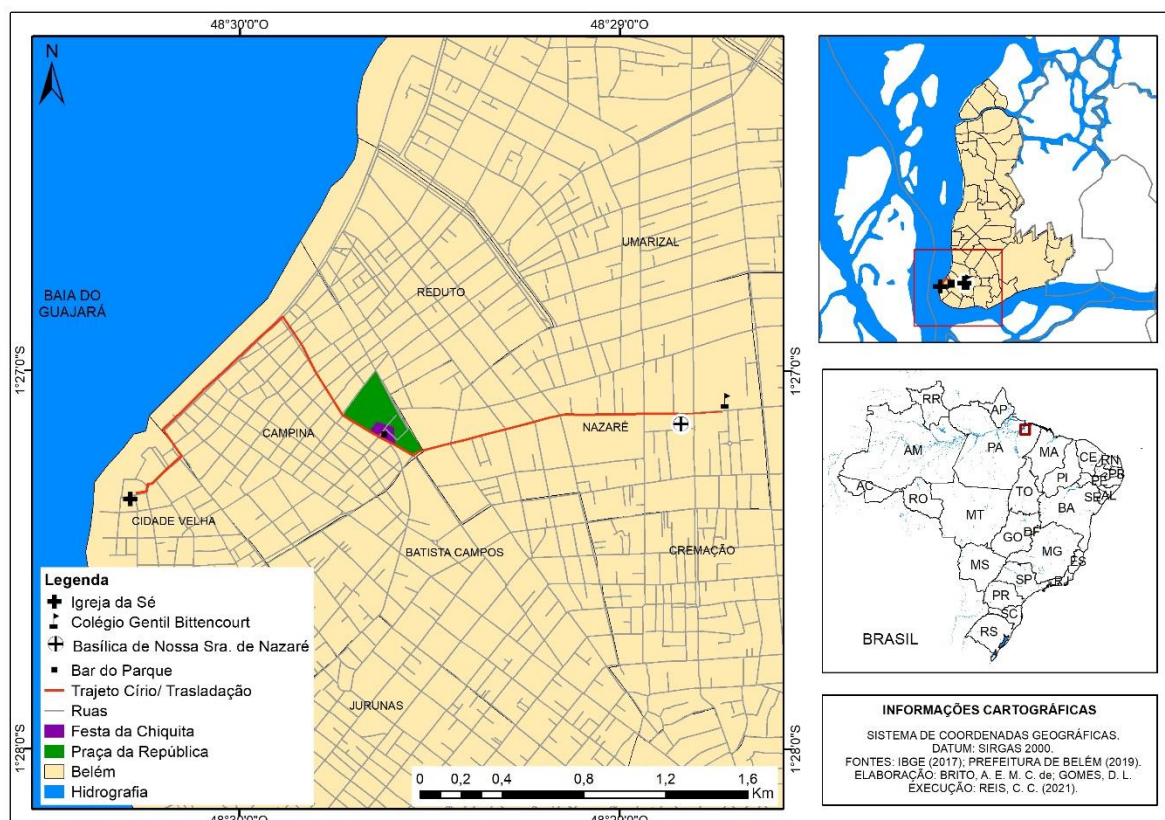 48°30'0"O
48°29'0"O
N
UMARIZAL
BAIA DO
GUAJARÁ
REDUTO
1°27'0"S
1°27'0"S
NAZARÉ
CAMPINA
CIDADE VELHA
BATISTA CAMPOS
CREMAÇÃO
JURUNAS
1°28'0"S
Legenda
Igreja da Sé
Colégio Gentil Bittencourt
Basílica de Nossa Sra. de Nazaré
Bar do Parque
Trajeto Círio/ Trasladação
Ruas
Festa da Chiquita
Praça da República
Belém
Hidrografia
0 0,2 0,4 0,8 1,2 1,6
Km
48°30'0"O
48°29'0"O
RR
AP
AM
PA
MA
CE
RN
PB
PI
PE
AL
SE
AC
RO
TO
BA
MT
DF
GO
MG
ES
MS
SP
RJ
PR
SC
RS
BRASIL
INFORMAÇÕES CARTOGRÁFICAS
SISTEMA DE COORDENADAS GEOGRÁFICAS.
DATUM: SIRGAS 2000.
FONTES: IBGE (2017); PREFEITURA DE BELÉM (2019).
ELABORAÇÃO: BRITO, A. E. M. C. de; GOMES, D. L.
EXECUÇÃO: REIS, C. C. (2021).